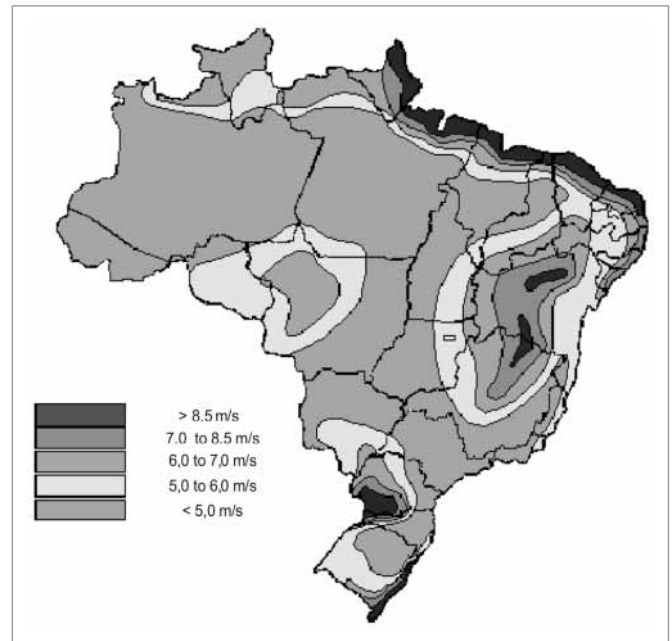 > 8.5 m/s
7.0 to 8.5 m/s
6,0 to 7,0 m/s
5,0 to 6,0 m/s
< 5,0 m/s